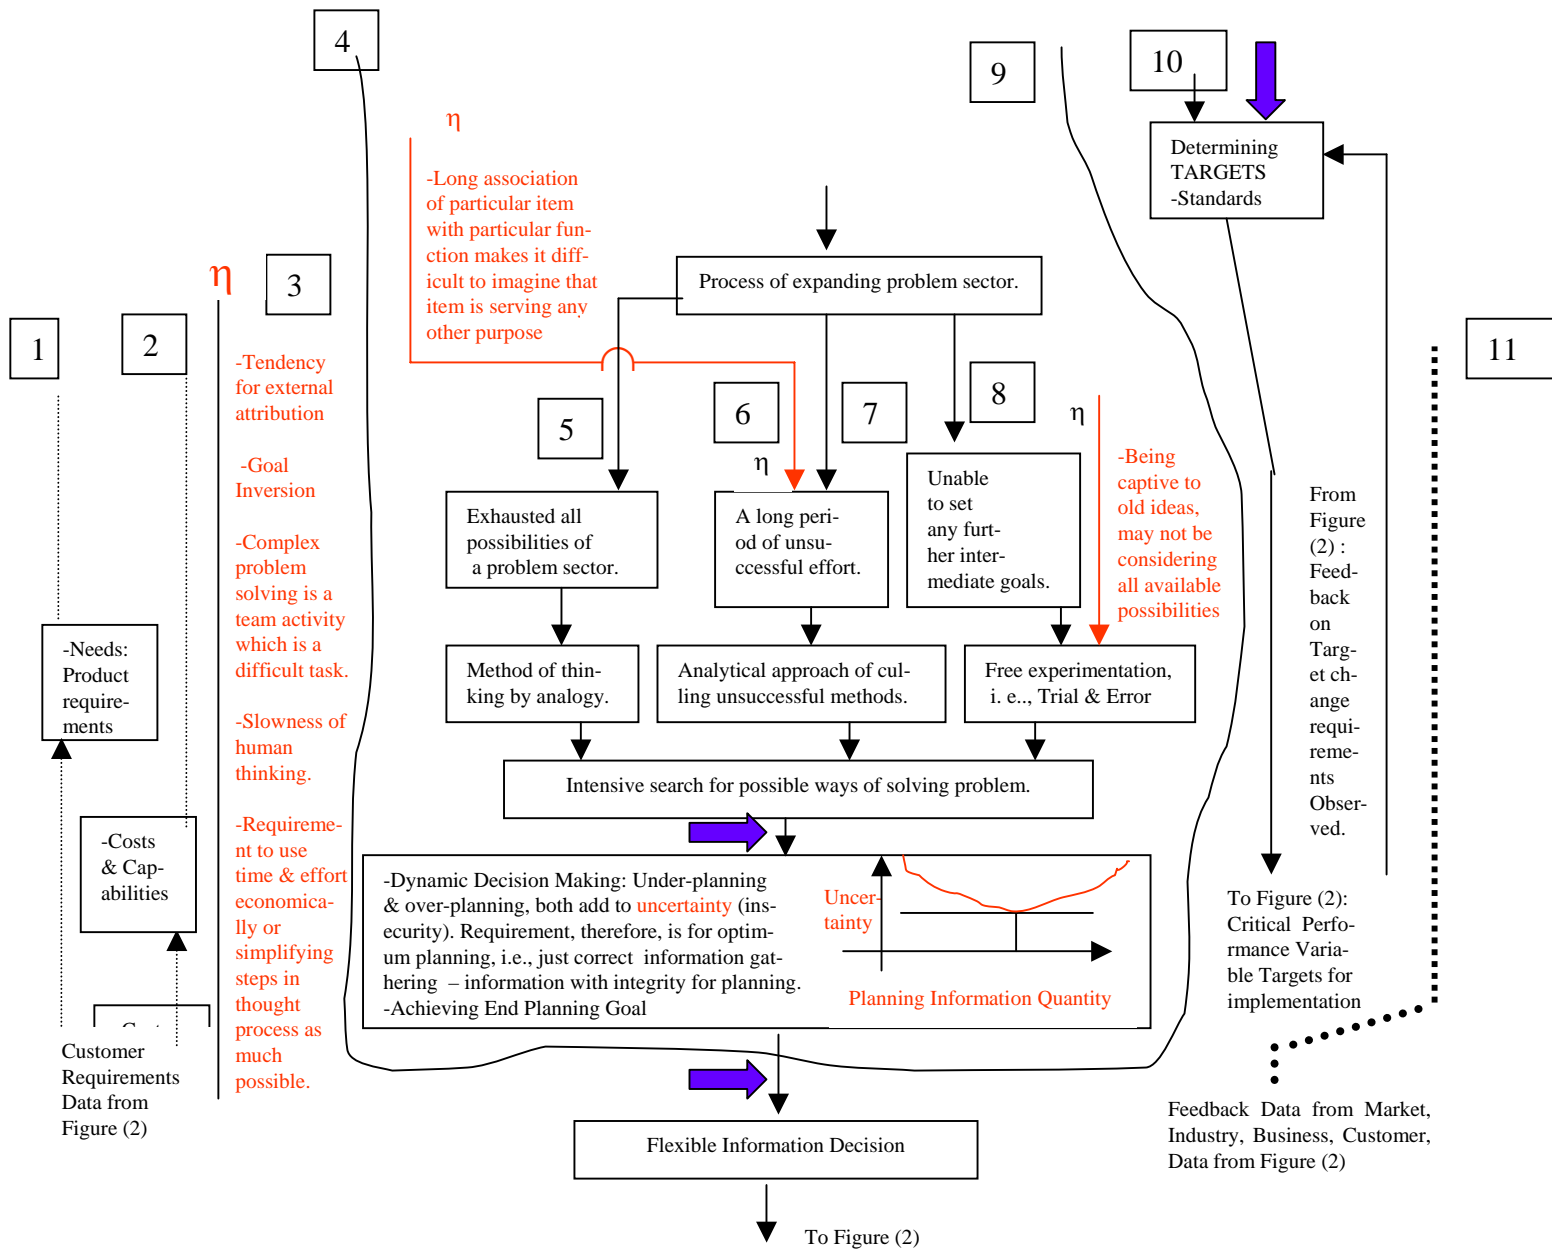 4
9
10
η
Determining
TARGETS
-Standards
-Long association
of particular item
with particular fun-
ction makes it diff-
icult to imagine that
item is serving any
other purpose
Process of expanding problem sector.
η
3
1
2
11
-Tendency
for external
attribution
-Goal
Inversion
-Complex
problem
solving is a
team activity
which is a
difficult task.
-Slowness of
human
thinking.
-Requireme-
nt to use
time & effort
economica-
lly or
simplifying
steps in
thought
process as
much
possible.
5
6
7
8
η
η
Exhausted all
possibilities of
a problem sector.
A long peri-
od of unsu-
ccessful effort.
Unable
to set
any furt-
her inter-
mediate goals.
-Being
captive to
old ideas,
may not be
considering
all available
possibilities
From
Figure
(2) :
Feed-
back
on
Targ-
et ch-
ange
requi-
reme-
nts
Obser-
ved.
-Needs:
Product
require-
ments
Method of thin-
king by analogy.
Analytical approach of cul-
ling unsuccessful methods.
Free experimentation,
i. e.., Trial & Error
Intensive search for possible ways of solving problem.
-Costs
& Cap-
abilities
-Dynamic Decision Making: Under-planning
& over-planning, both add to uncertainty (ins-
ecurity). Requirement, therefore, is for optim-
um planning, i.e., just correct information gat-
hering – information with integrity for planning.
-Achieving End Planning Goal
Uncer-
tainty
Planning Information Quantity
To Figure (2):
Critical Perfo-
rmance Varia-
ble Targets for
implementation
Customer
Requirements
Data from
Figure (2)
Feedback Data from Market,
Industry, Business, Customer,
Data from Figure (2)
Flexible Information Decision
To Figure (2)